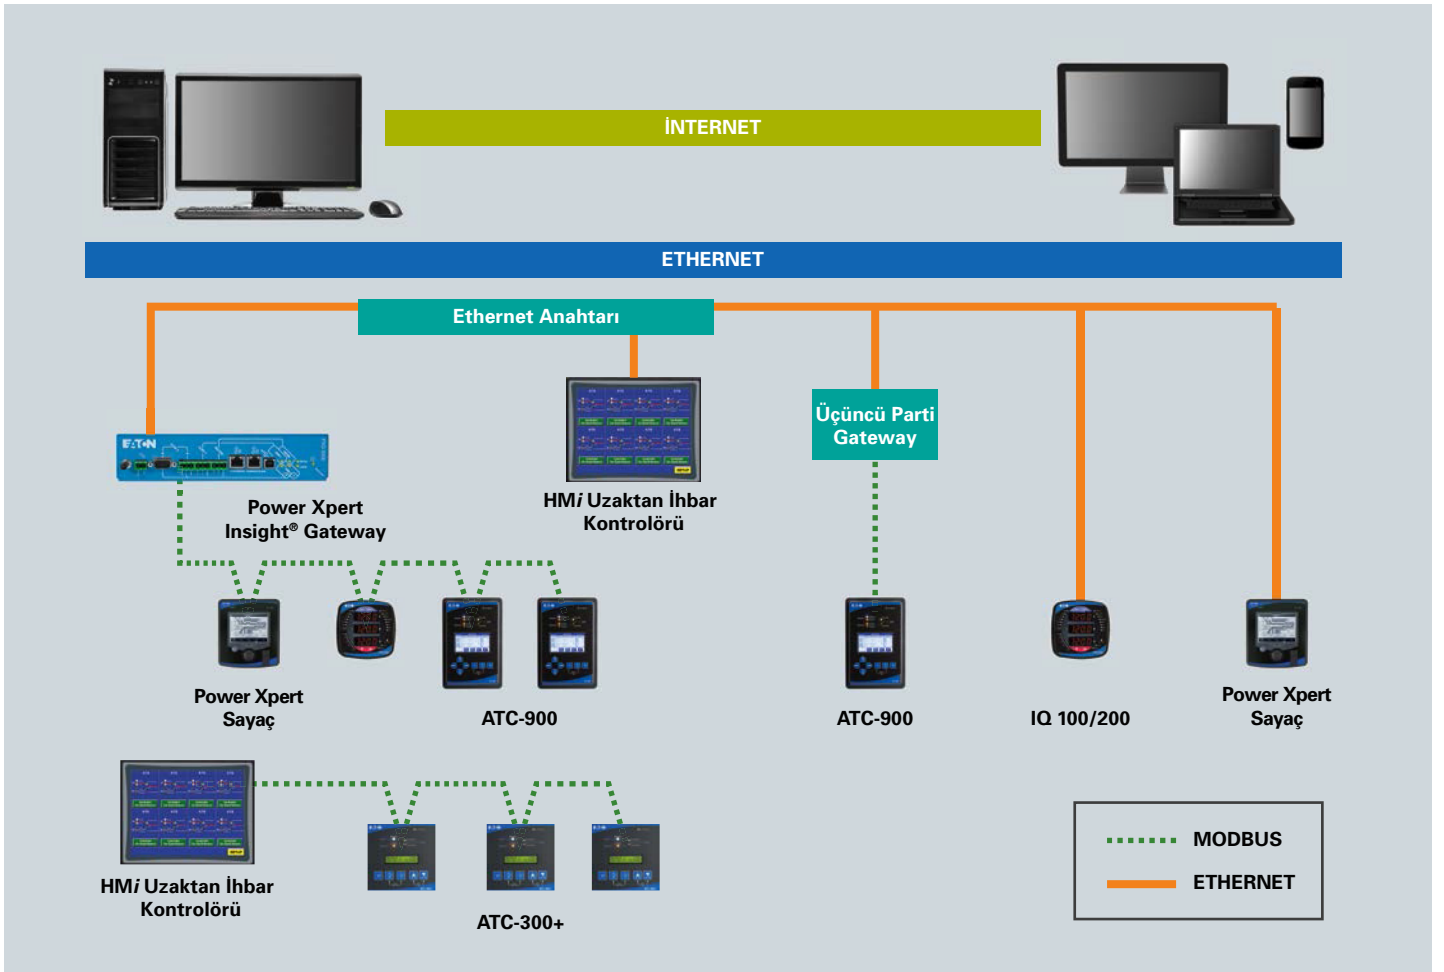 İNTERNET
ETHERNET
Ethernet Anahtarı
EATON
Power Xpert
Insight® Gateway
HMi Uzaktan İhbar
Kontrolörü
Üçüncü Parti
Gateway
Power Xpert
Sayaç
ATC-900
ATC-900
IQ 100/200
Power Xpert
Sayaç
HMi Uzaktan İhbar
Kontrolörü
ATC-300+
MODBUS
ETHERNET